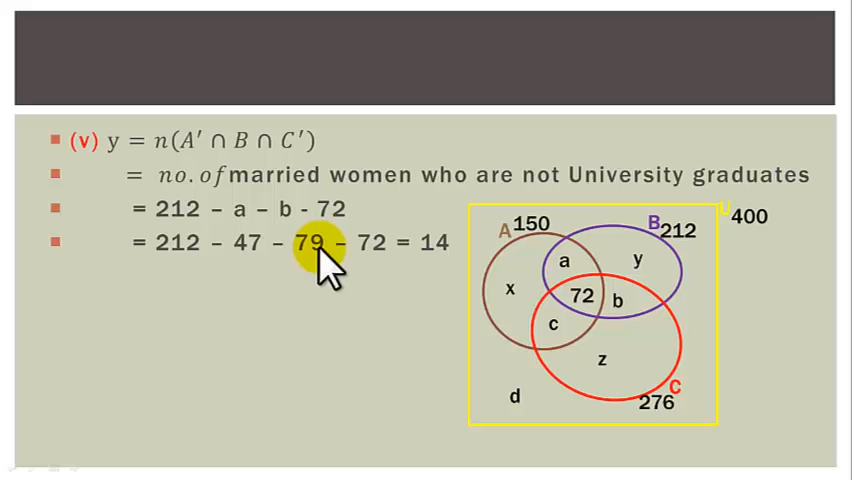 (v) y = n(A′ ∩ B ∩ C′)
= no.of married women who are not University graduates
= 212 – a – b - 72
= 212 – 47 – 79 – 72 = 14
A 150
B 212
U 400
a
y
x
72
b
c
z
C
276
d